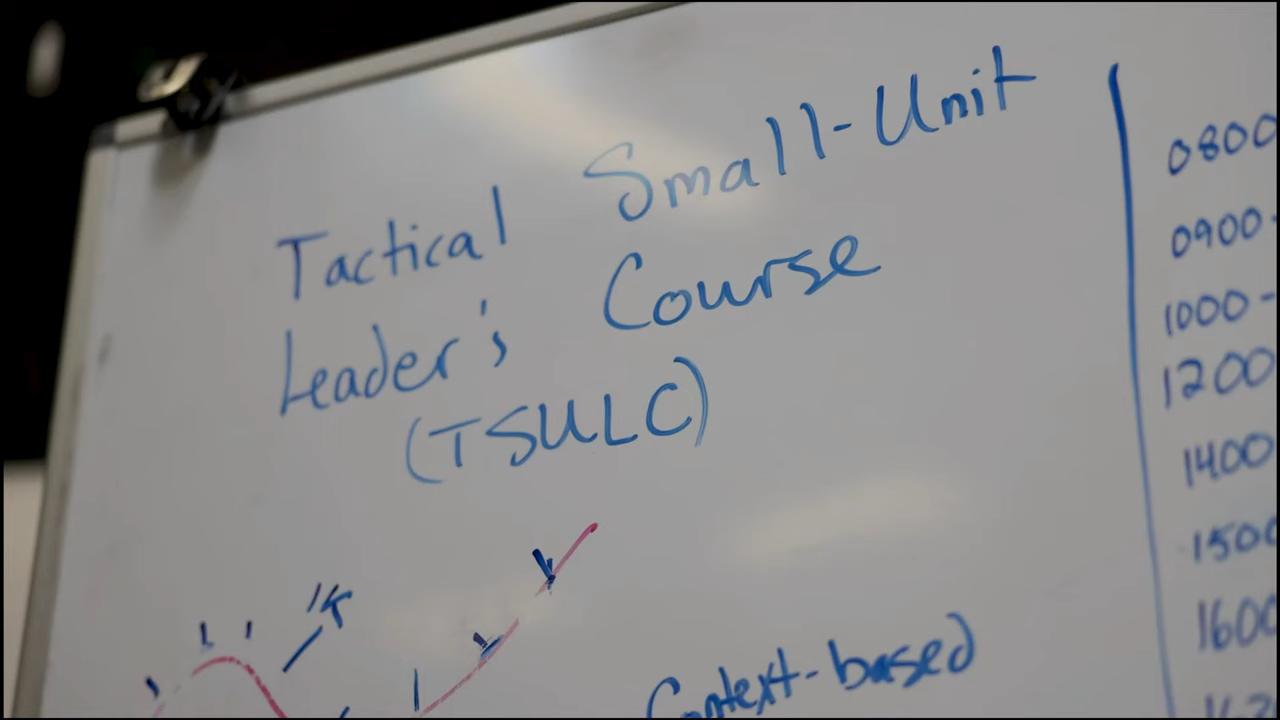 Tactical Small-Unit
Leader's Course
(TSULC)
Context-based
0800
0900-
1000-
1200
1400
1500
1600